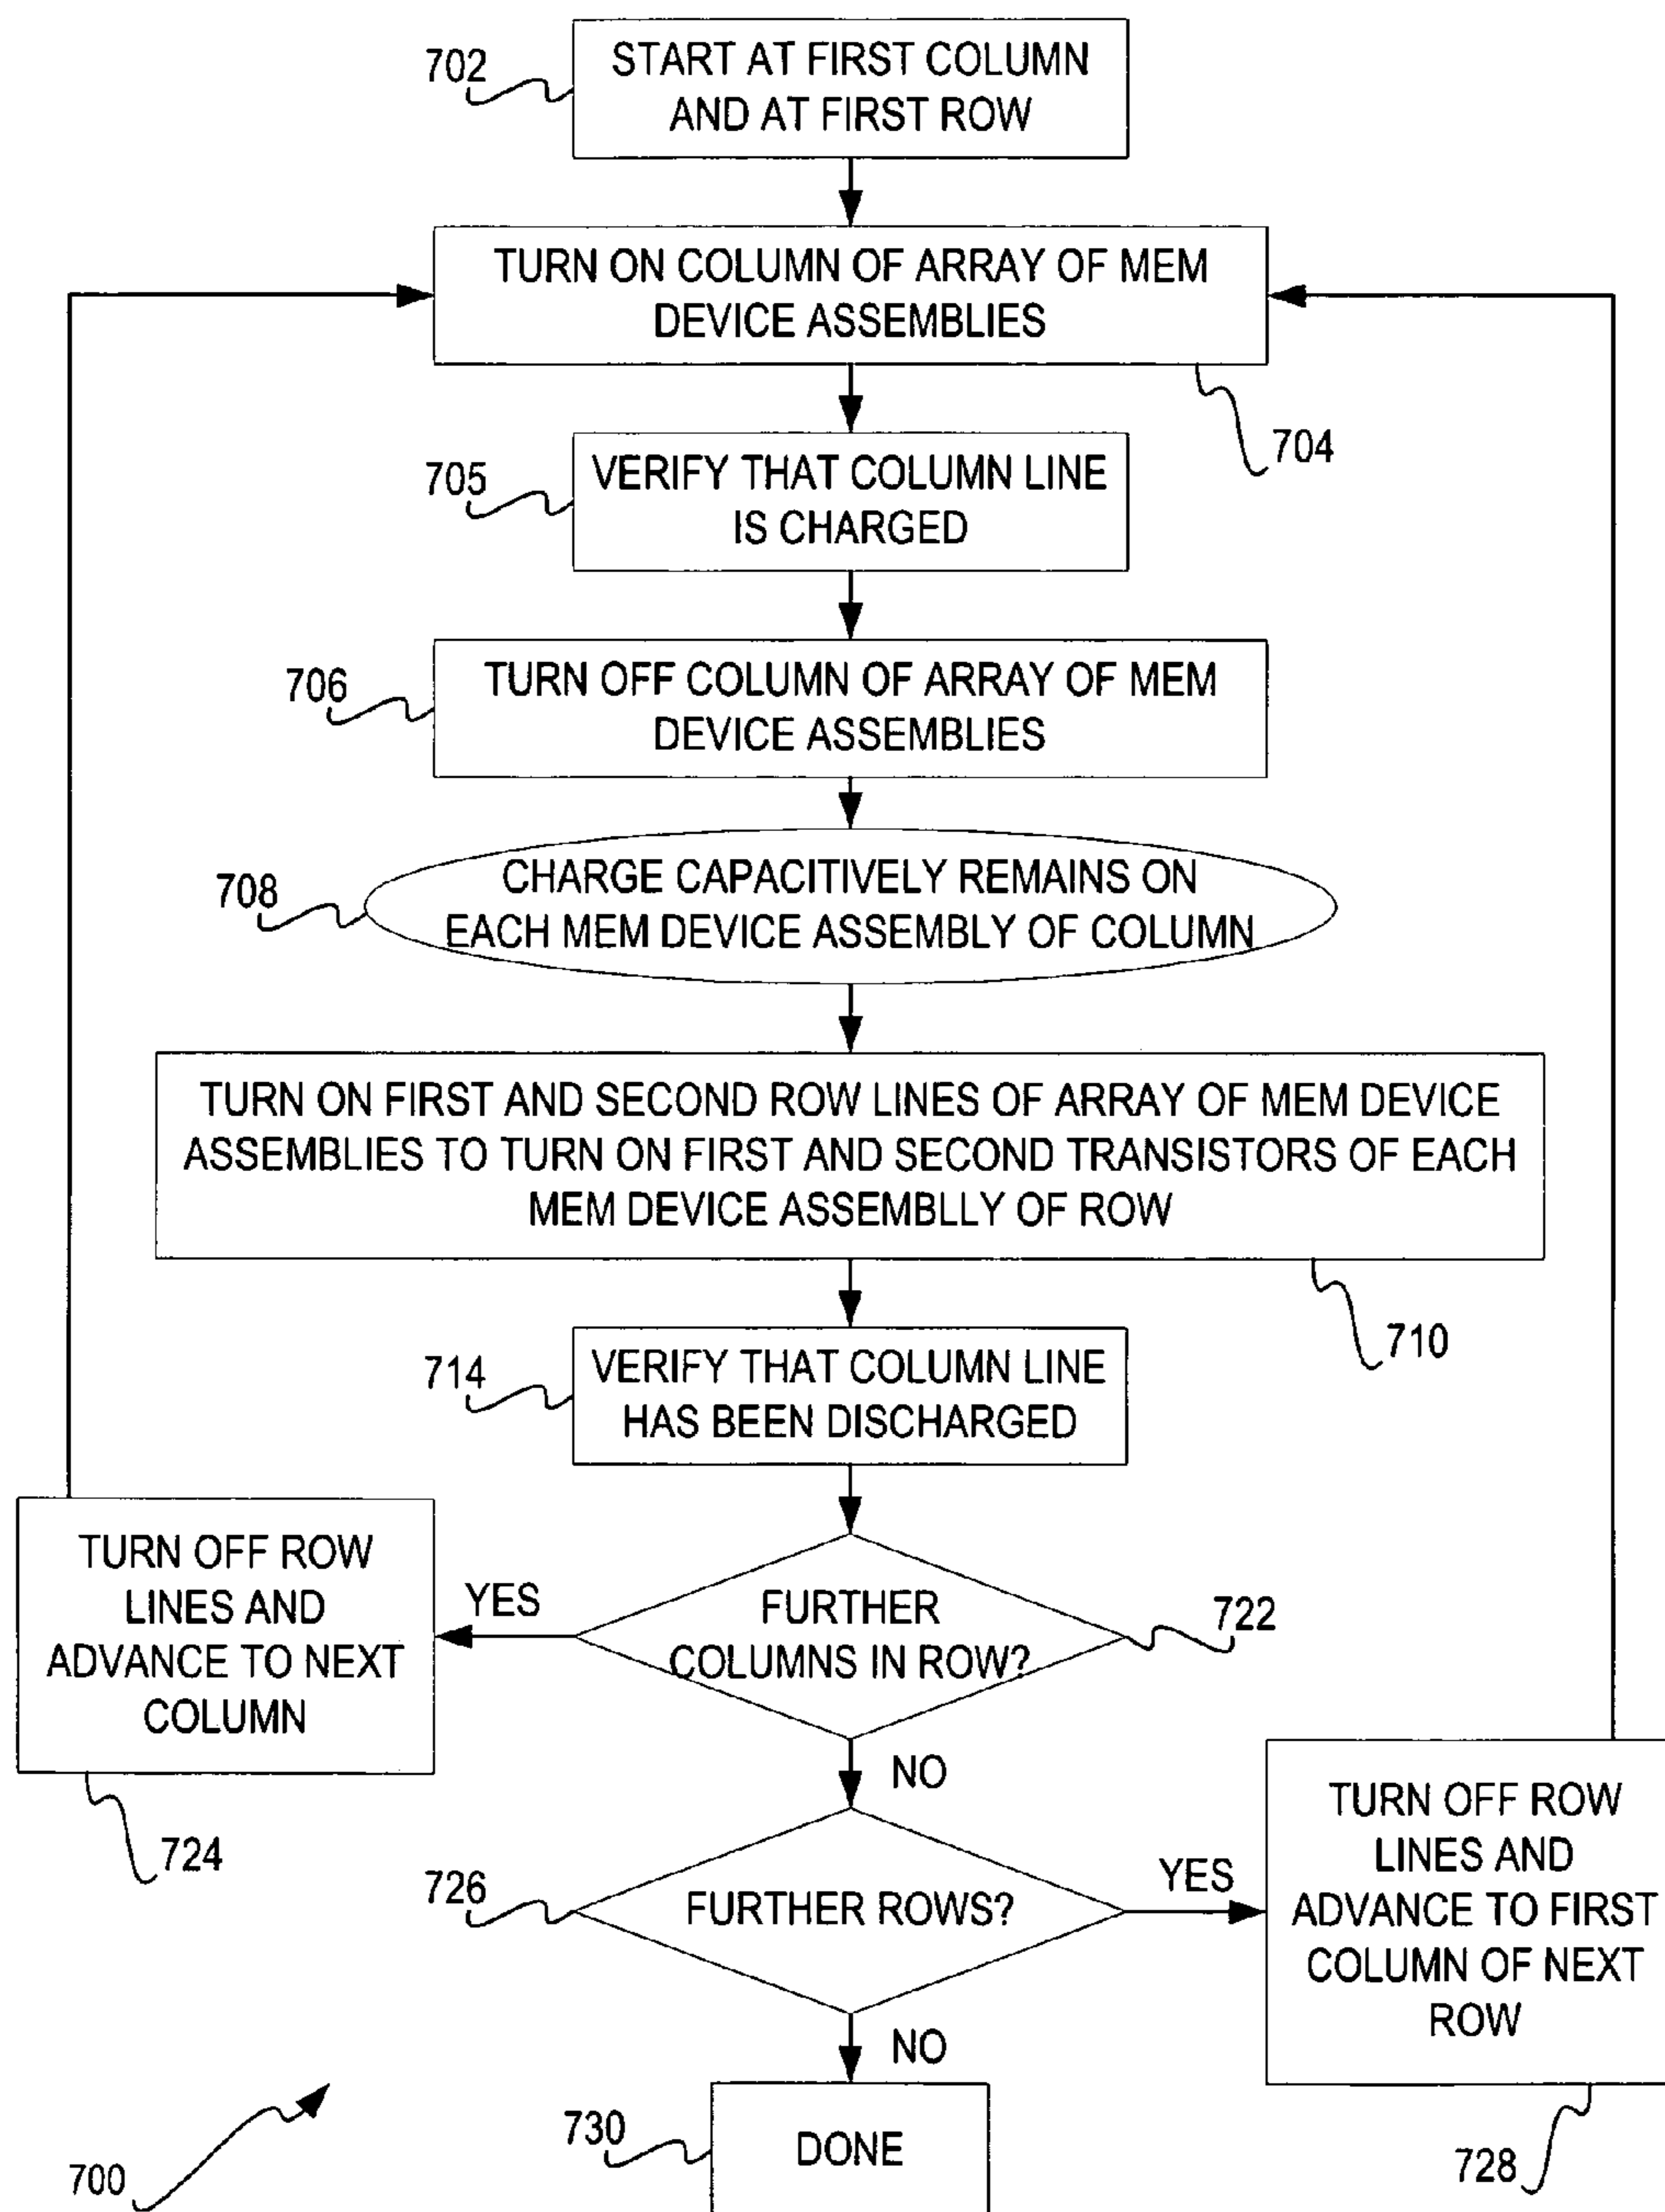 702
START AT FIRST COLUMN
AND AT FIRST ROW
TURN ON COLUMN OF ARRAY OF MEM
DEVICE ASSEMBLIES
704
705
VERIFY THAT COLUMN LINE
IS CHARGED
706
TURN OFF COLUMN OF ARRAY OF MEM
DEVICE ASSEMBLIES
708
CHARGE CAPACITIVELY REMAINS ON
EACH MEM DEVICE ASSEMBLY OF COLUMN
TURN ON FIRST AND SECOND ROW LINES OF ARRAY OF MEM DEVICE
ASSEMBLIES TO TURN ON FIRST AND SECOND TRANSISTORS OF EACH
MEM DEVICE ASSEMBLLY OF ROW
710
714
VERIFY THAT COLUMN LINE
HAS BEEN DISCHARGED
TURN OFF ROW
LINES AND
ADVANCE TO NEXT
COLUMN
724
YES
FURTHER
COLUMNS IN ROW?
722
NO
726
FURTHER ROWS?
YES
TURN OFF ROW
LINES AND
ADVANCE TO FIRST
COLUMN OF NEXT
ROW
728
NO
730
DONE
700